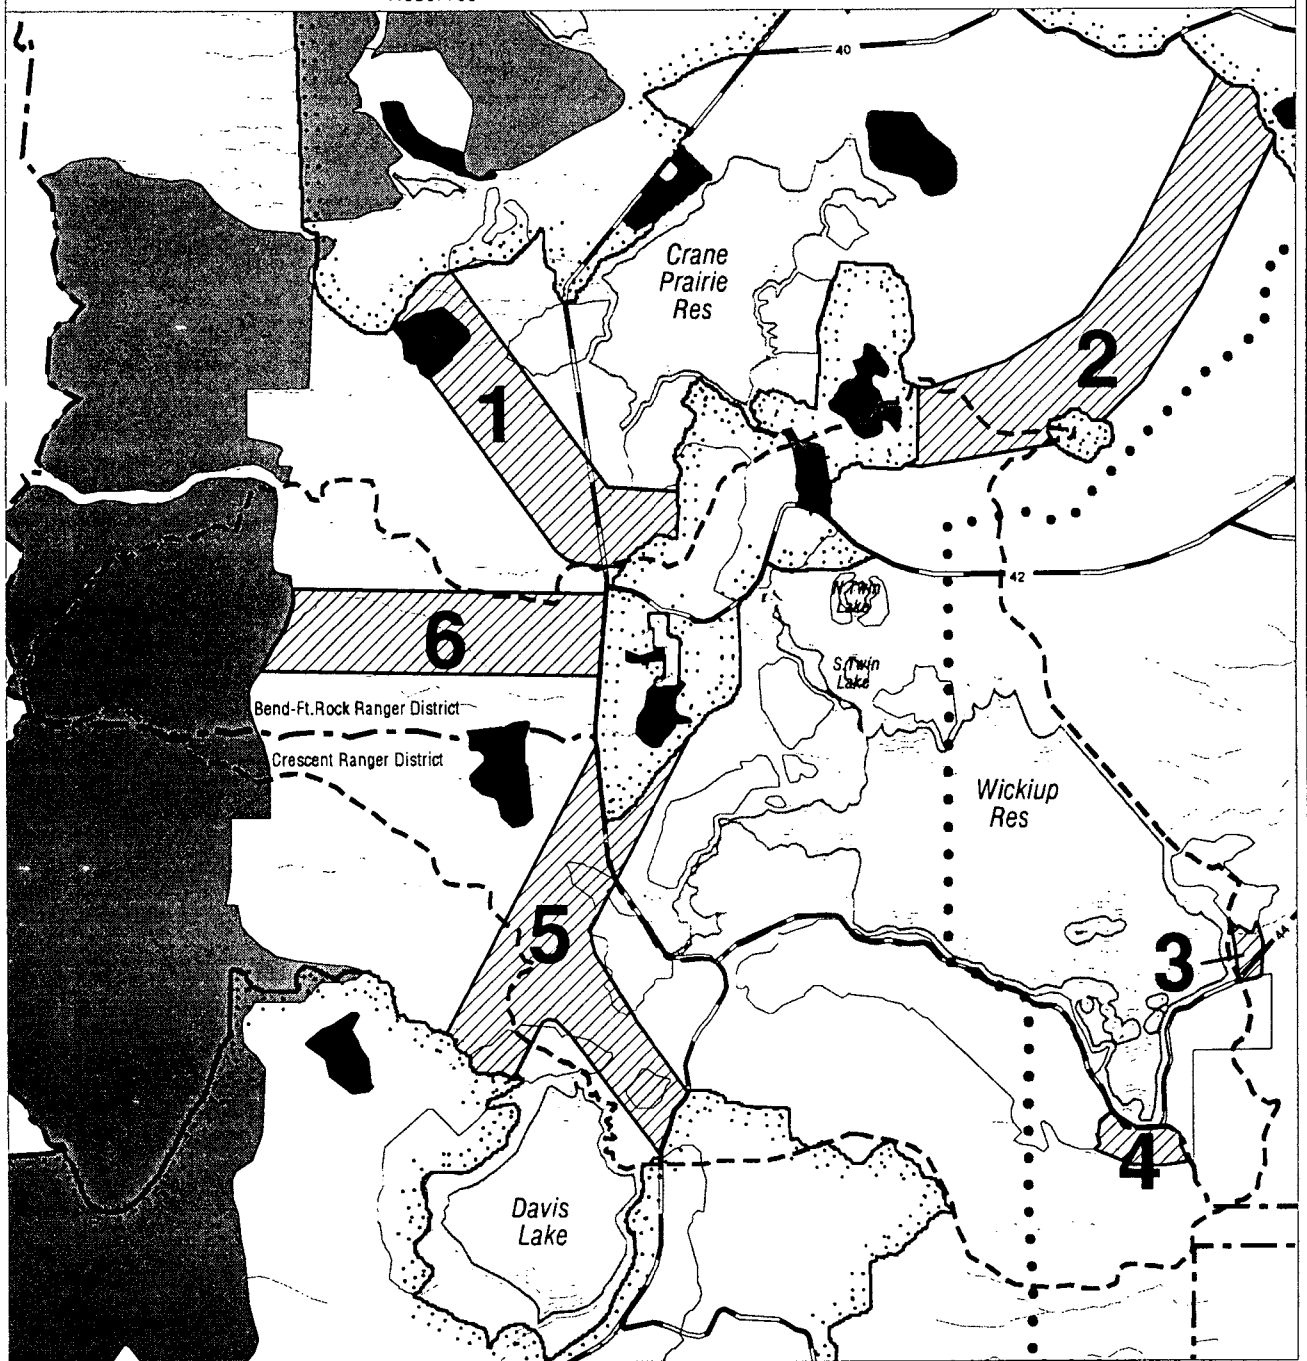 40
Crane
Prairie
Res
2
1
42
N.Twin
Lake
6
S.Twin
Lake
Bend-Ft.Rock Ranger District
Crescent Ranger District
Wickiup
Res
5
3
44
4
Davis
Lake